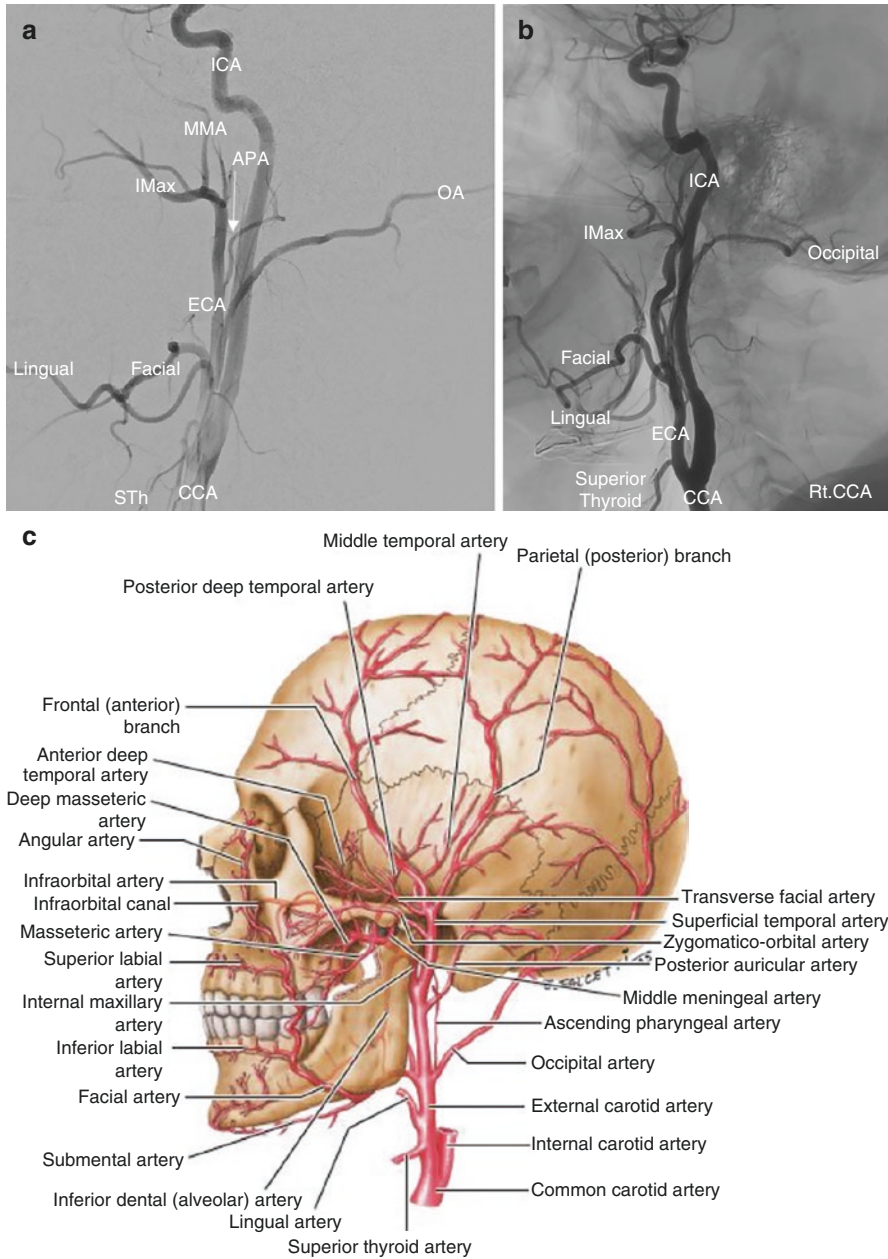 a
ICA
MMA
APA
IMax
OA
ECA
Lingual
Facial
STh
CCA
b
ICA
IMax
Occipital
Facial
Lingual
ECA
Superior
Thyroid
CCA
Rt.CCA
c
Middle temporal artery
Parietal (posterior) branch
Posterior deep temporal artery
Frontal (anterior)
branch
Anterior deep
temporal artery
Deep masseteric
artery
Angular artery
Infraorbital artery
Infraorbital canal
Masseteric artery
Superior labial
artery
Internal maxillary
artery
Inferior labial
artery
Facial artery
Submental artery
Inferior dental (alveolar) artery
Lingual artery
Superior thyroid artery
Transverse facial artery
Superficial temporal artery
Zygomatico-orbital artery
Posterior auricular artery
Middle meningeal artery
Ascending pharyngeal artery
Occipital artery
External carotid artery
Internal carotid artery
Common carotid artery